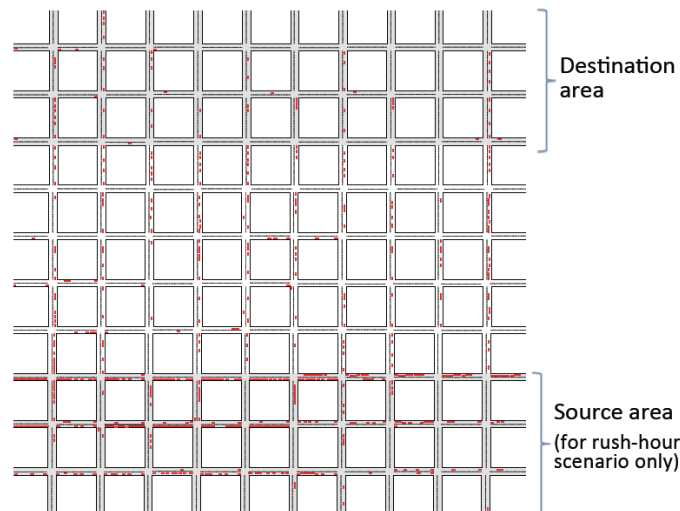 Destination
area
Source area
(for rush-hour
scenario only)